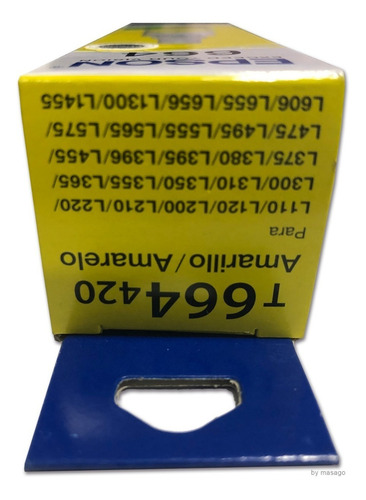 T664420
Amarillo/Amarelo
Para
L110/L120/L200/L210/L220/
L300/L310/L350/L355/L365/
L375/L380/L395/L396/L455/
L475/L495/L555/L565/L575/
L606/L655/L656/L1300/L1455
EPSON
664
by masago